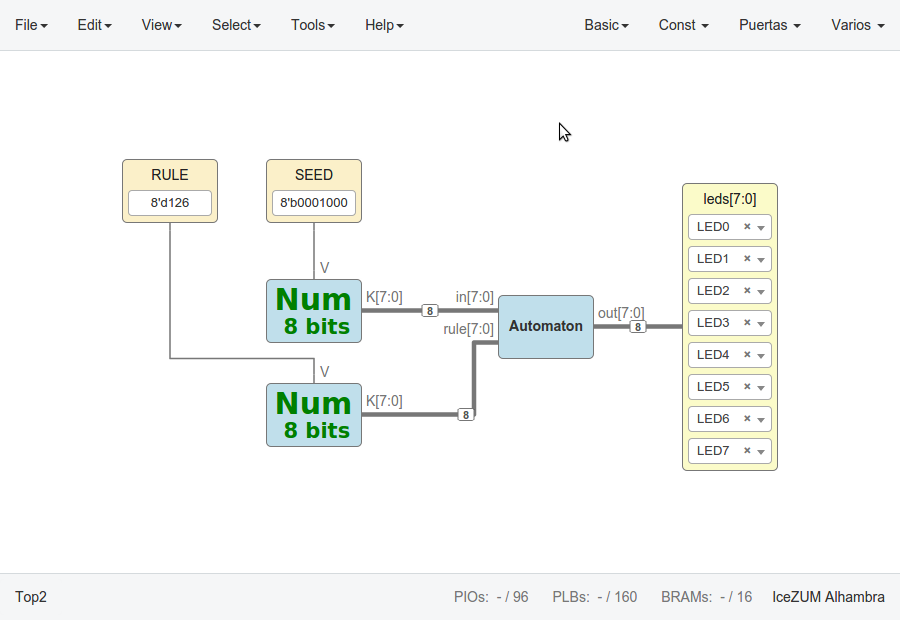 File Edit View Select Tools Help Basic Const Puertas Varios
RULE
8'd126
SEED
8'b0001000
V
Num
8 bits
K[7:0]
8
in[7:0]
rule[7:0]
Automaton
out[7:0]
8
V
Num
8 bits
K[7:0]
8
leds[7:0]
LED0 ×
LED1 ×
LED2 ×
LED3 ×
LED4 ×
LED5 ×
LED6 ×
LED7 ×
Top2 PIOs: - / 96 PLBs: - / 160 BRAMs: - / 16 IceZUM Alhambra